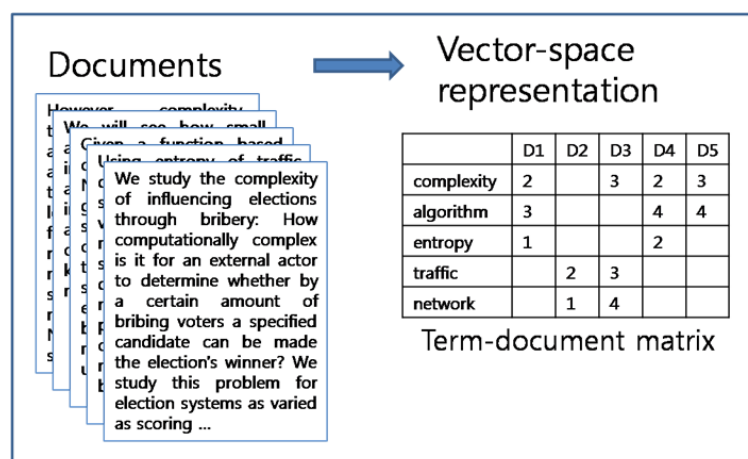 Documents
Vector-space
representation
However, complexity
We will see how small
Given a function based
Using entropy of traffic
We study the complexity
of influencing elections
through bribery: How
computationally complex
is it for an external actor
to determine whether by
a certain amount of
bribing voters a specified
candidate can be made
the election's winner? We
study this problem for
election systems as varied
as scoring ...
D1 D2 D3 D4 D5
complexity 2 3 2 3
algorithm 3 4 4
entropy 1 2
traffic 2 3
network 1 4
Term-document matrix